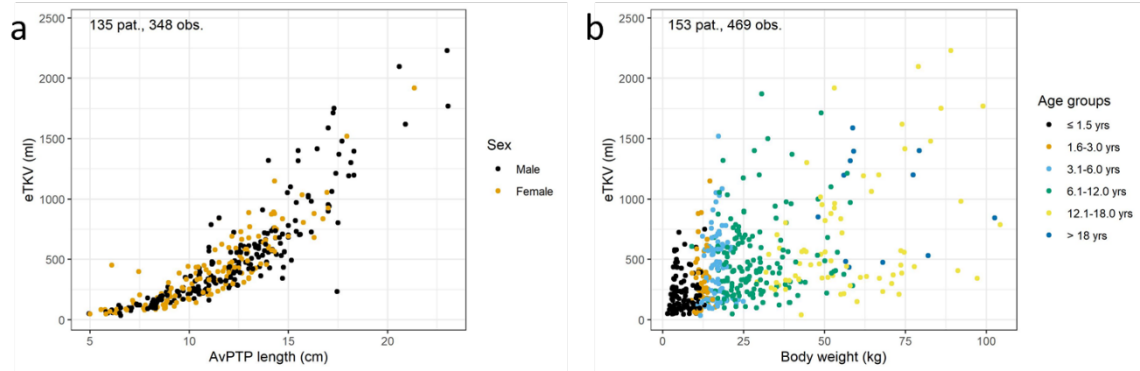 a
135 pat., 348 obs.
2500
2000
1500
1000
500
0
eTKV (ml)
5
10
15
20
AvPTP length (cm)
Sex
Male
Female
b
153 pat., 469 obs.
2500
2000
1500
1000
500
0
eTKV (ml)
0
25
50
75
100
Body weight (kg)
Age groups
≤ 1.5 yrs
1.6-3.0 yrs
3.1-6.0 yrs
6.1-12.0 yrs
12.1-18.0 yrs
> 18 yrs